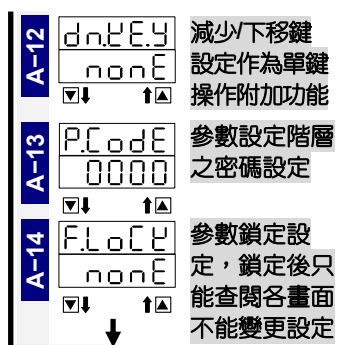 A-12
dn.KEY.Y
nonE
減少/下移鍵
設定作為單鍵
操作附加功能
A-13
P.CodE
0000
參數設定階層
之密碼設定
A-14
F.LoCK
nonE
參數鎖定設
定，鎖定後只
能查閱各畫面
不能變更設定